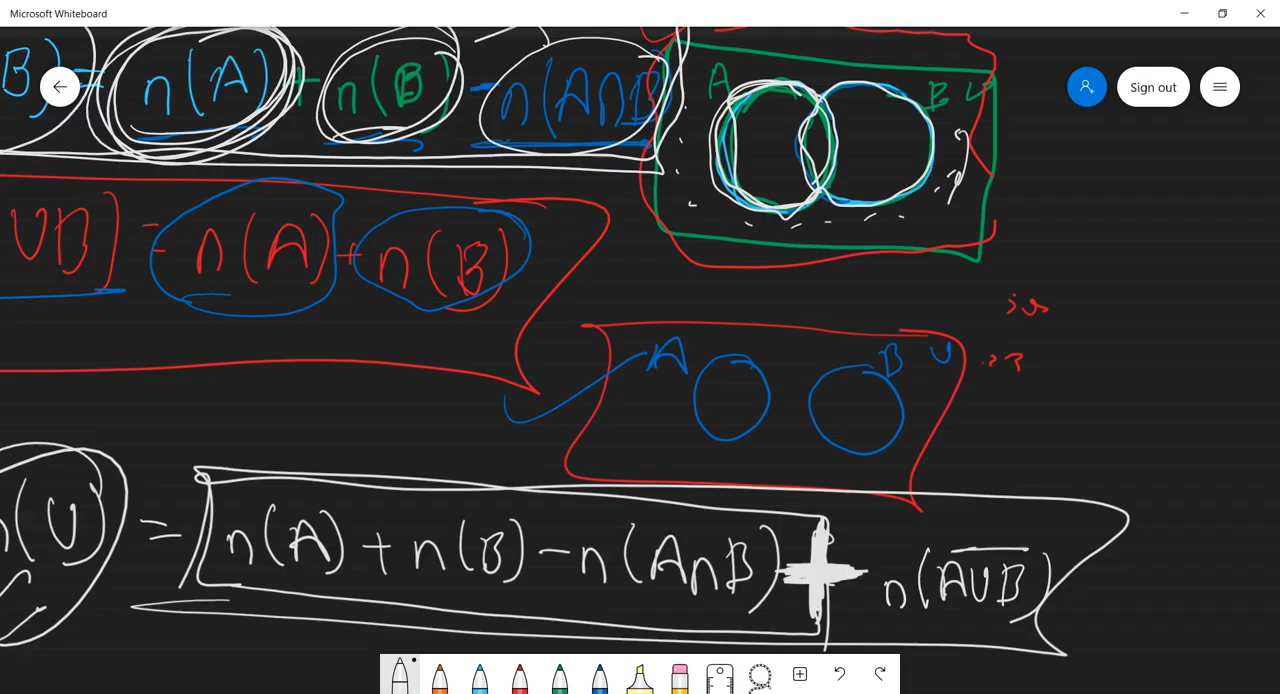 Microsoft Whiteboard
B) = n(A) + n(B) - n(A∩B
A B U
Sign out
∪B) = n(A) + n(B)
A B U
n(U) = n(A) + n(B) - n(A∩B) + n(A̅∪̅B̅)